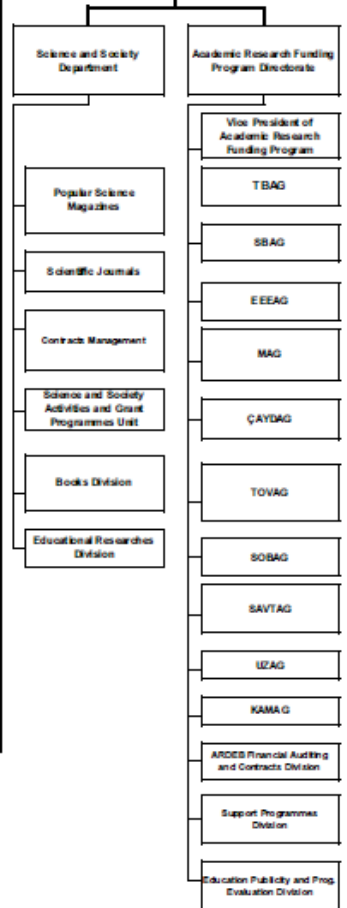 Science and Society
Department
Popular Science
Magazines
Scientific Journals
Contracts Management
Science and Society
Activities and Grant
Programmes Unit
Books Division
Educational Researches
Division
Academic Research Funding
Program Directorate
Vice President of
Academic Research
Funding Program
TBAG
SBAG
EEEAG
MAG
ÇAYDAG
TOVAG
SOBAG
SAVTAG
UZAG
KAMAG
ARDEB Financial Auditing
and Contracts Division
Support Programmes
Division
Education Publicity and Prog.
Evaluation Division